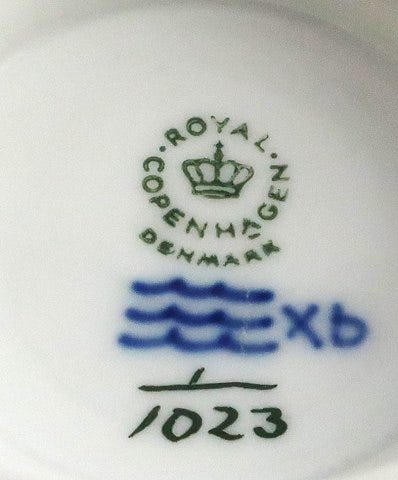 · ROYAL ·
COPENHAGEN
DENMARK
Xb
1
1023